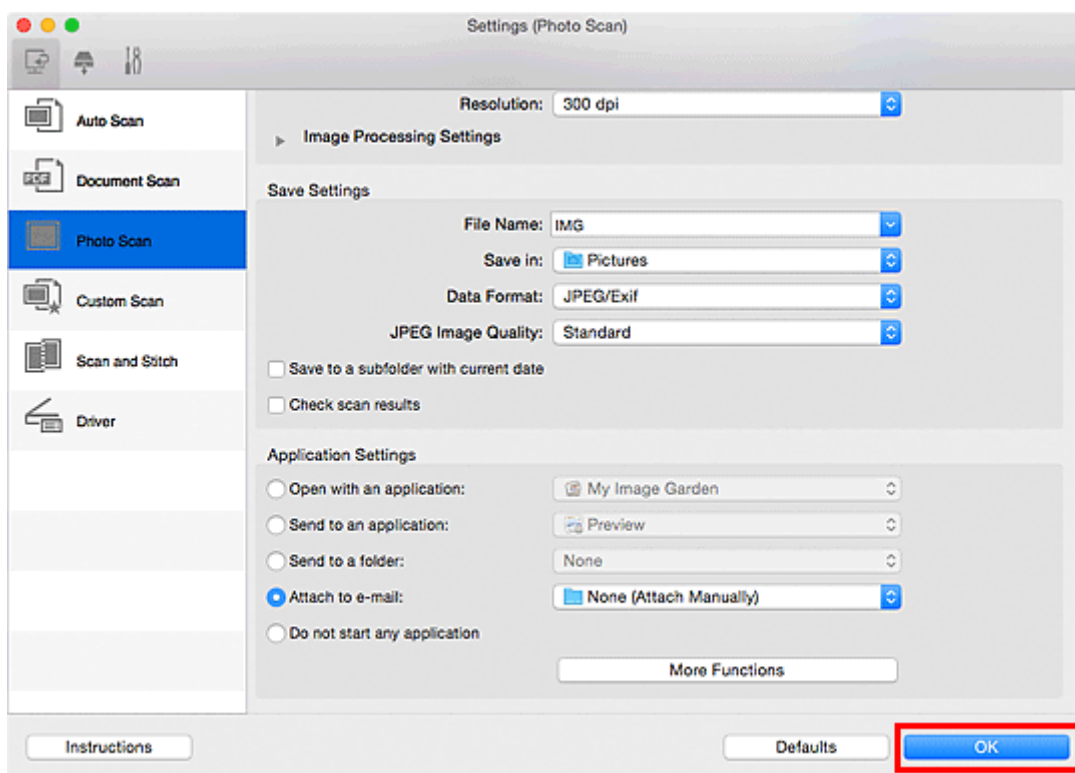 Settings (Photo Scan)
Auto Scan
Document Scan
Photo Scan
Custom Scan
Scan and Stitch
Driver
Resolution: 300 dpi
Image Processing Settings
Save Settings
File Name: IMG
Save in: Pictures
Data Format: JPEG/Exif
JPEG Image Quality: Standard
Save to a subfolder with current date
Check scan results
Application Settings
Open with an application: My Image Garden
Send to an application: Preview
Send to a folder: None
Attach to e-mail: None (Attach Manually)
Do not start any application
More Functions
Instructions
Defaults
OK